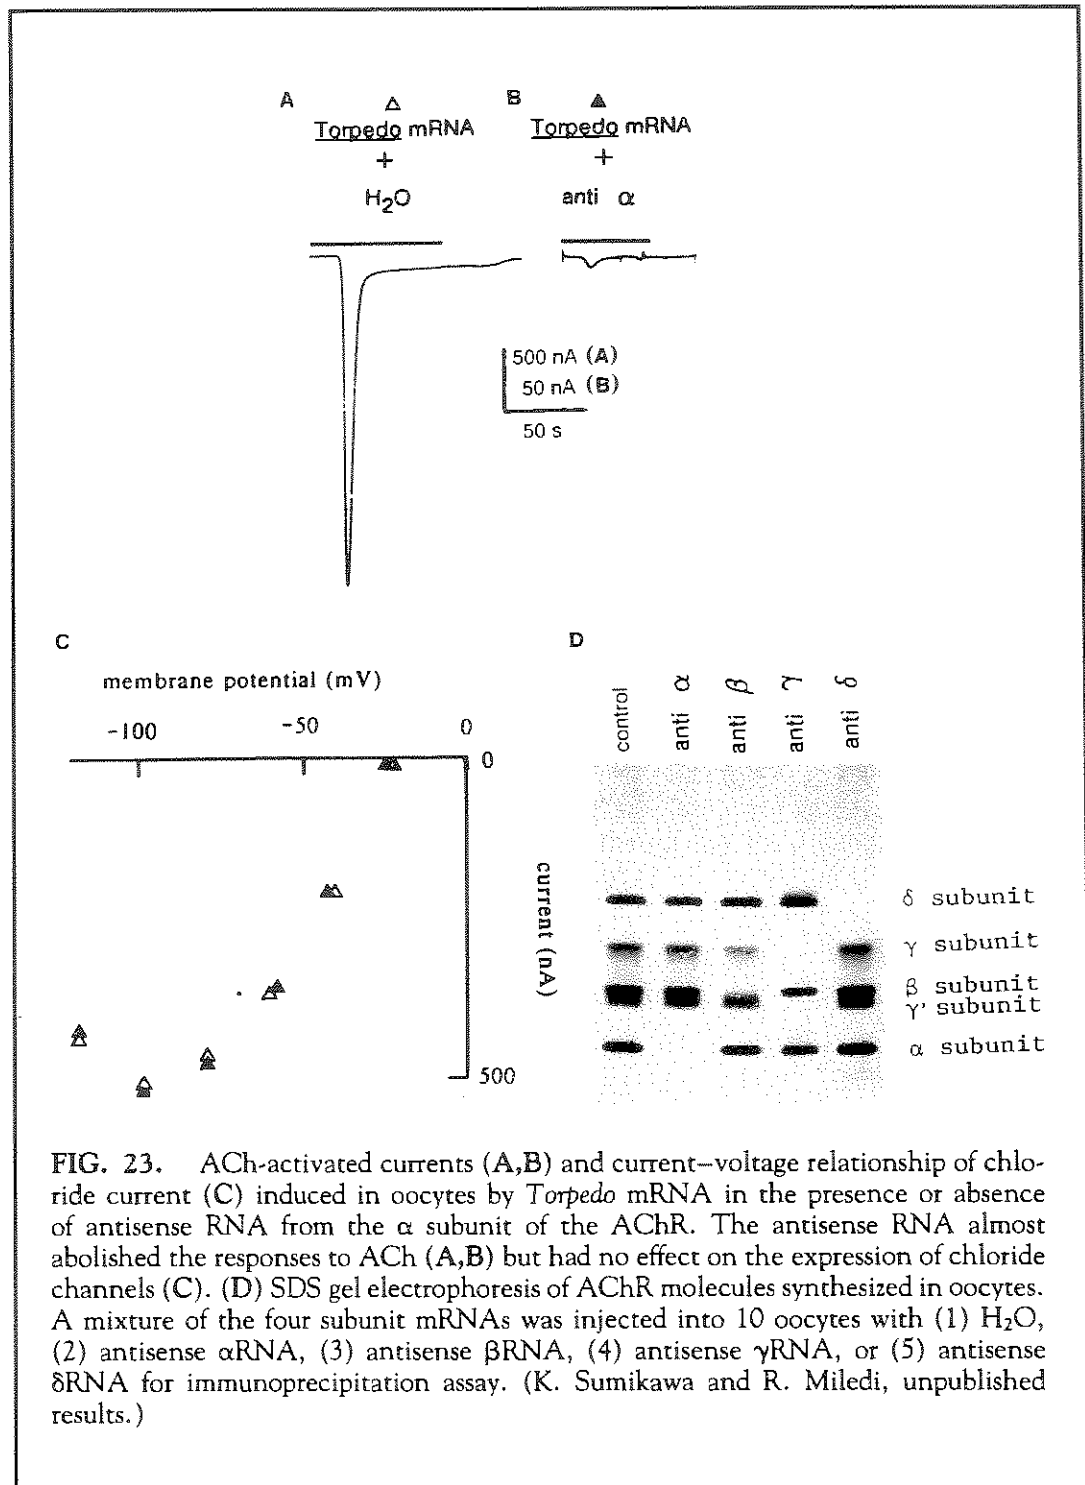 A
Torpedo mRNA
+
H2O
B
Torpedo mRNA
+
anti α
500 nA (A)
50 nA (B)
50 s
C
membrane potential (mV)
-100
-50
0
0
current (nA)
500
D
control
anti α
anti β
anti γ
anti δ
δ subunit
γ subunit
β subunit
γ' subunit
α subunit
FIG. 23. ACh-activated currents (A,B) and current–voltage relationship of chlo-
ride current (C) induced in oocytes by Torpedo mRNA in the presence or absence
of antisense RNA from the α subunit of the AChR. The antisense RNA almost
abolished the responses to ACh (A,B) but had no effect on the expression of chloride
channels (C). (D) SDS gel electrophoresis of AChR molecules synthesized in oocytes.
A mixture of the four subunit mRNAs was injected into 10 oocytes with (1) H2O,
(2) antisense αRNA, (3) antisense βRNA, (4) antisense γRNA, or (5) antisense
δRNA for immunoprecipitation assay. (K. Sumikawa and R. Miledi, unpublished
results.)